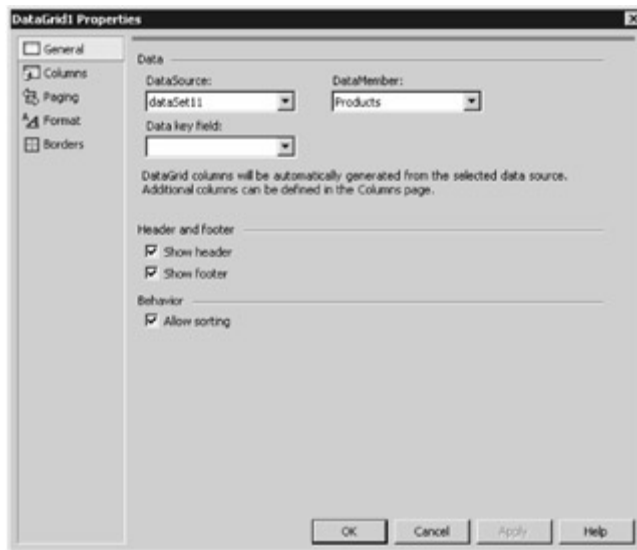 DataGrid1 Properties
General
Columns
Paging
Format
Borders
Data
DataSource:
DataMember:
dataSet11
Products
Data key field:
DataGrid columns will be automatically generated from the selected data source.
Additional columns can be defined in the Columns page.
Header and footer
Show header
Show footer
Behavior
Allow sorting
OK
Cancel
Apply
Help